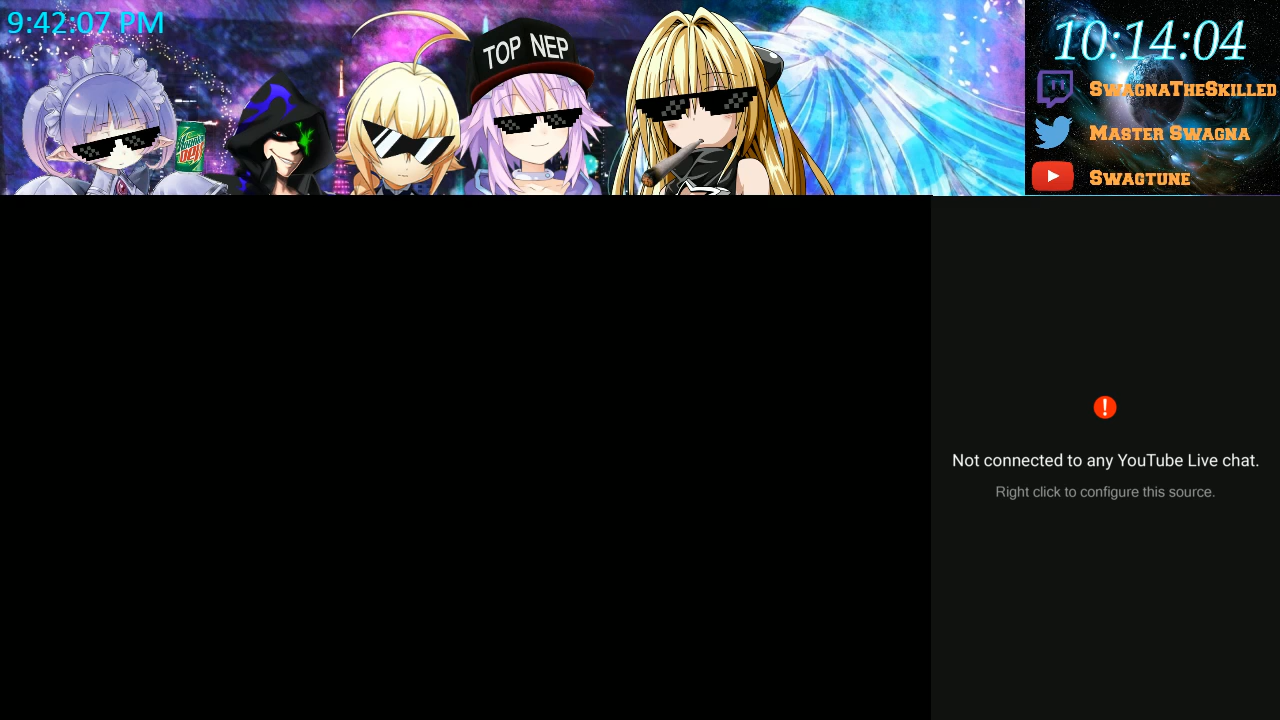 9:42:07 PM
TOP NEP
10:14:04
SwagnaTheSkilled
Master Swagna
Swagtune
Not connected to any YouTube Live chat.
Right click to configure this source.